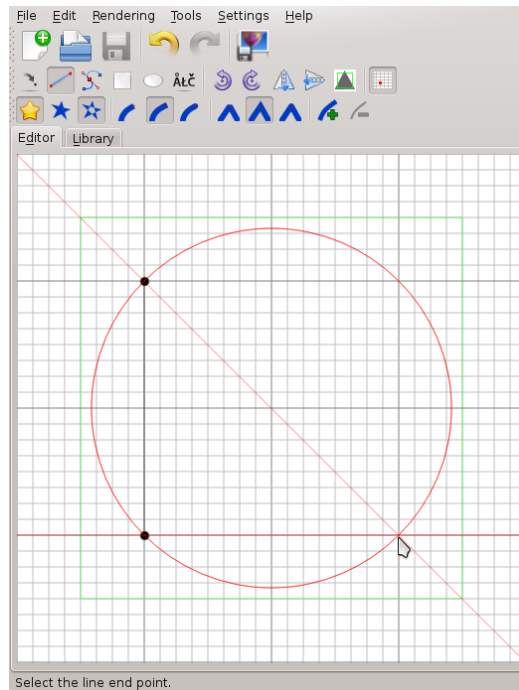 File Edit Rendering Tools Settings Help
ÅŁČ
Editor Library
Select the line end point.